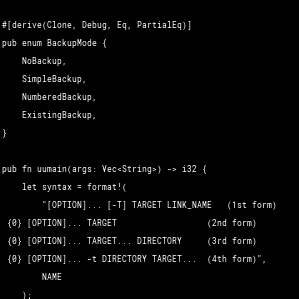 #[derive(Clone, Debug, Eq, PartialEq)]
pub enum BackupMode {
    NoBackup,
    SimpleBackup,
    NumberedBackup,
    ExistingBackup,
}

pub fn uumain(args: Vec<String>) -> i32 {
    let syntax = format!(
        "[OPTION]... [-T] TARGET LINK_NAME   (1st form)
 {0} [OPTION]... TARGET                  (2nd form)
 {0} [OPTION]... TARGET... DIRECTORY     (3rd form)
 {0} [OPTION]... -t DIRECTORY TARGET...  (4th form)",
        NAME
    );